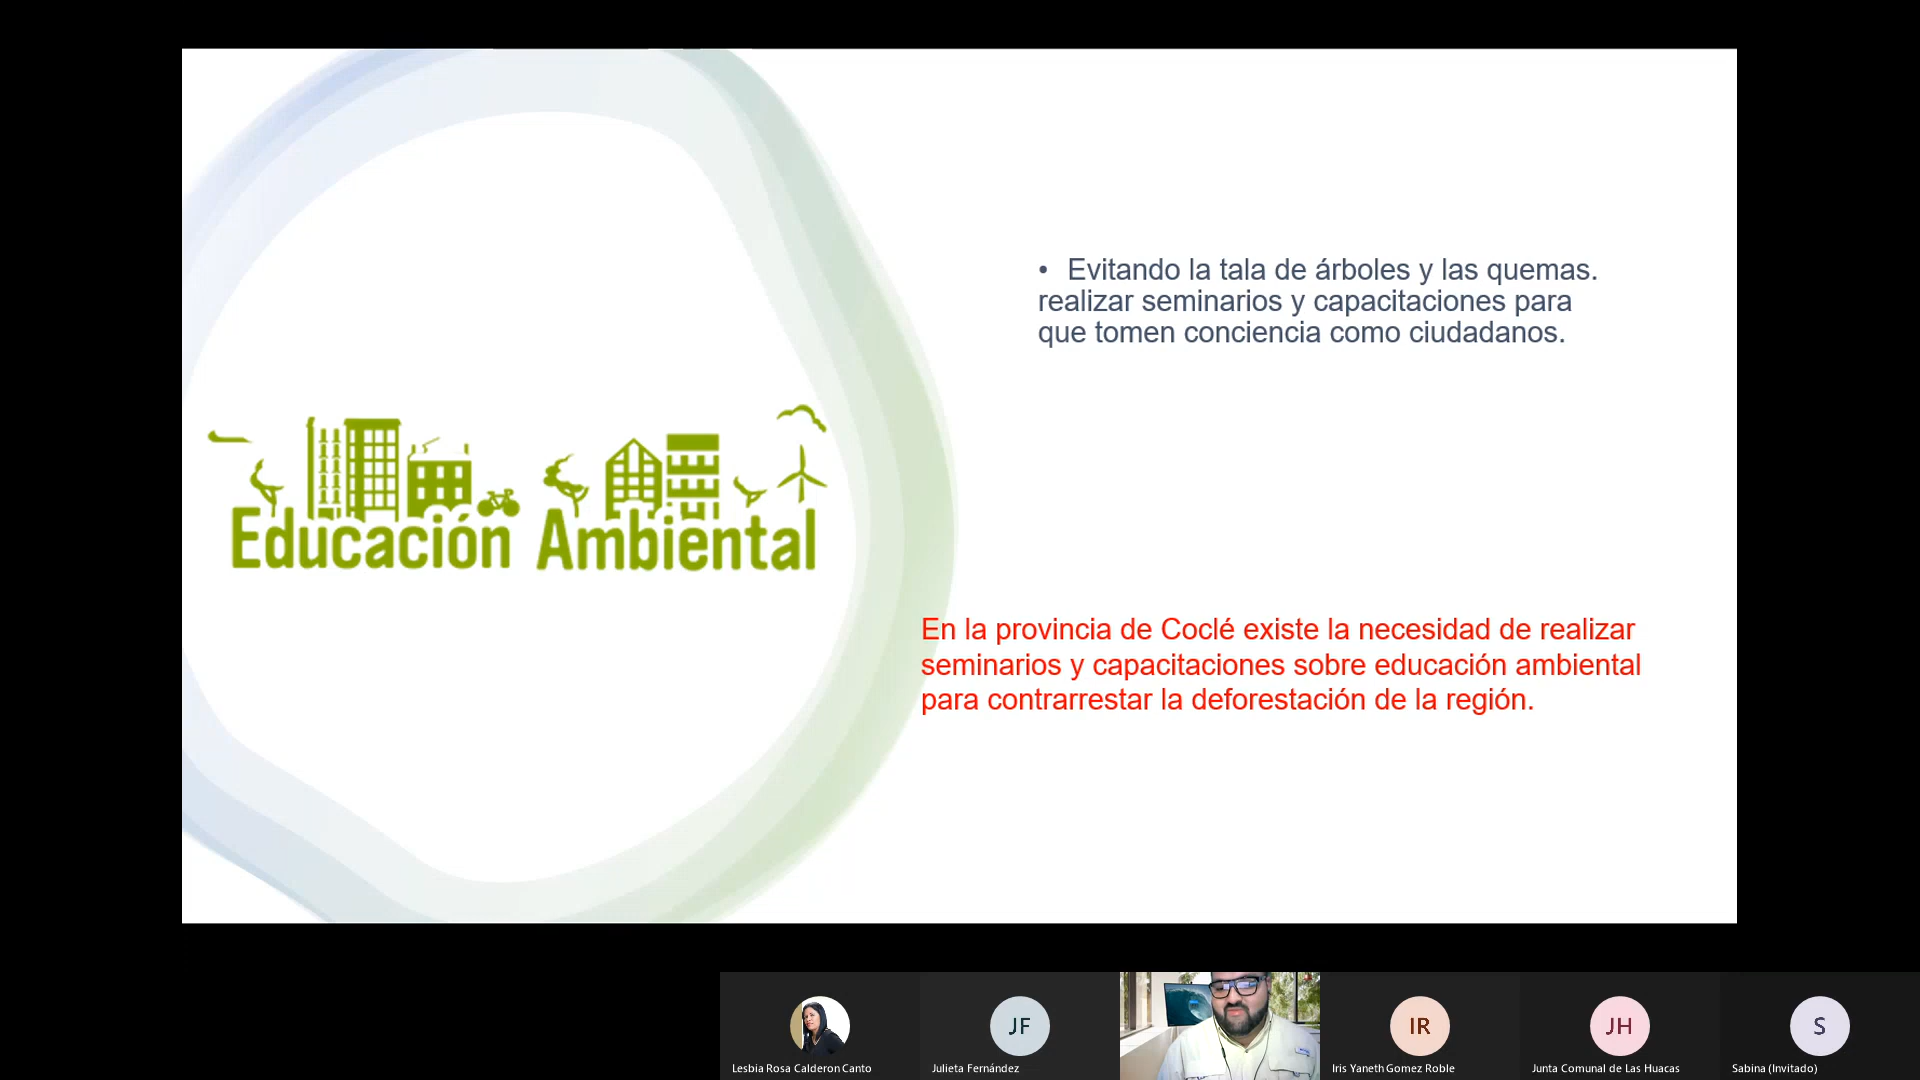 Educación Ambiental
• Evitando la tala de árboles y las quemas.
realizar seminarios y capacitaciones para
que tomen conciencia como ciudadanos.
En la provincia de Coclé existe la necesidad de realizar
seminarios y capacitaciones sobre educación ambiental
para contrarrestar la deforestación de la región.
JF
IR
JH
S
Lesbia Rosa Calderon Canto
Julieta Fernández
Iris Yaneth Gomez Roble
Junta Comunal de Las Huacas
Sabina (Invitado)